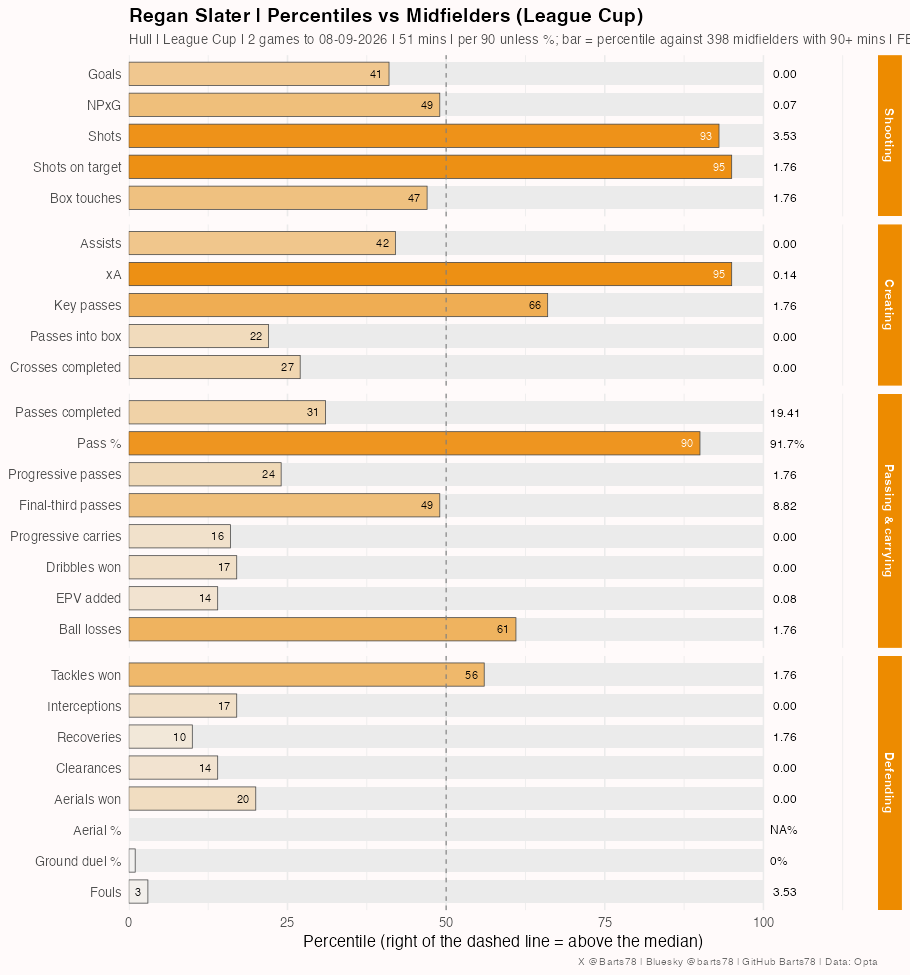 Regan Slater | Percentiles vs Midfielders (League Cup)
Hull | League Cup | 2 games to 08-09-2026 | 51 mins | per 90 unless %; bar = percentile against 398 midfielders with 90+ mins | FB
Goals 41 0.00
NPxG 49 0.07
Shots 93 3.53
Shots on target 95 1.76
Box touches 47 1.76
Shooting
Assists 42 0.00
xA 95 0.14
Key passes 66 1.76
Passes into box 22 0.00
Crosses completed 27 0.00
Creating
Passes completed 31 19.41
Pass % 90 91.7%
Progressive passes 24 1.76
Final-third passes 49 8.82
Progressive carries 16 0.00
Dribbles won 17 0.00
EPV added 14 0.08
Ball losses 61 1.76
Passing & carrying
Tackles won 56 1.76
Interceptions 17 0.00
Recoveries 10 1.76
Clearances 14 0.00
Aerials won 20 0.00
Aerial % NA%
Ground duel % 0%
Fouls 3 3.53
Defending
0 25 50 75 100
Percentile (right of the dashed line = above the median)
X @Barts78 | Bluesky @barts78 | GitHub Barts78 | Data: Opta